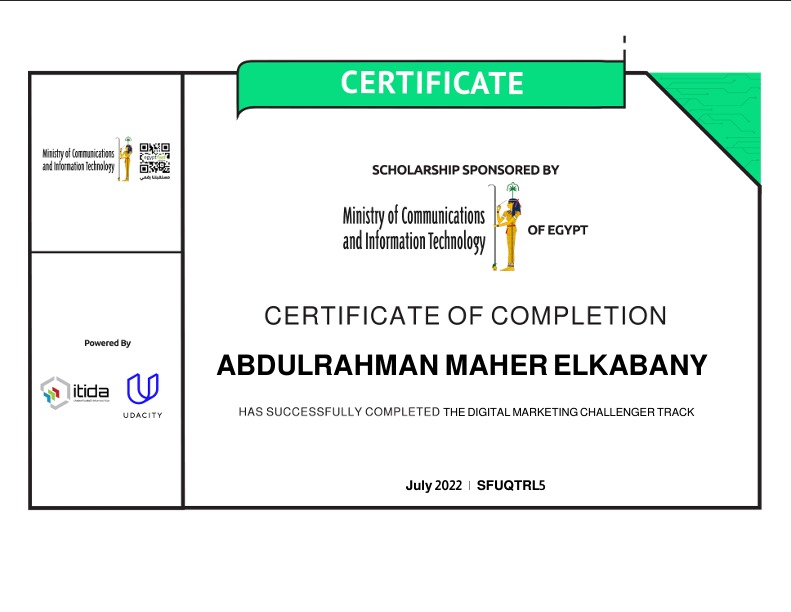 CERTIFICATE
Ministry of Communications
and Information Technology
SCHOLARSHIP SPONSORED BY
Ministry of Communications
and Information Technology
OF EGYPT
CERTIFICATE OF COMPLETION
ABDULRAHMAN MAHER ELKABANY
HAS SUCCESSFULLY COMPLETED THE DIGITAL MARKETING CHALLENGER TRACK
Powered By
itida
UDACITY
July 2022 | SFUQTRL5